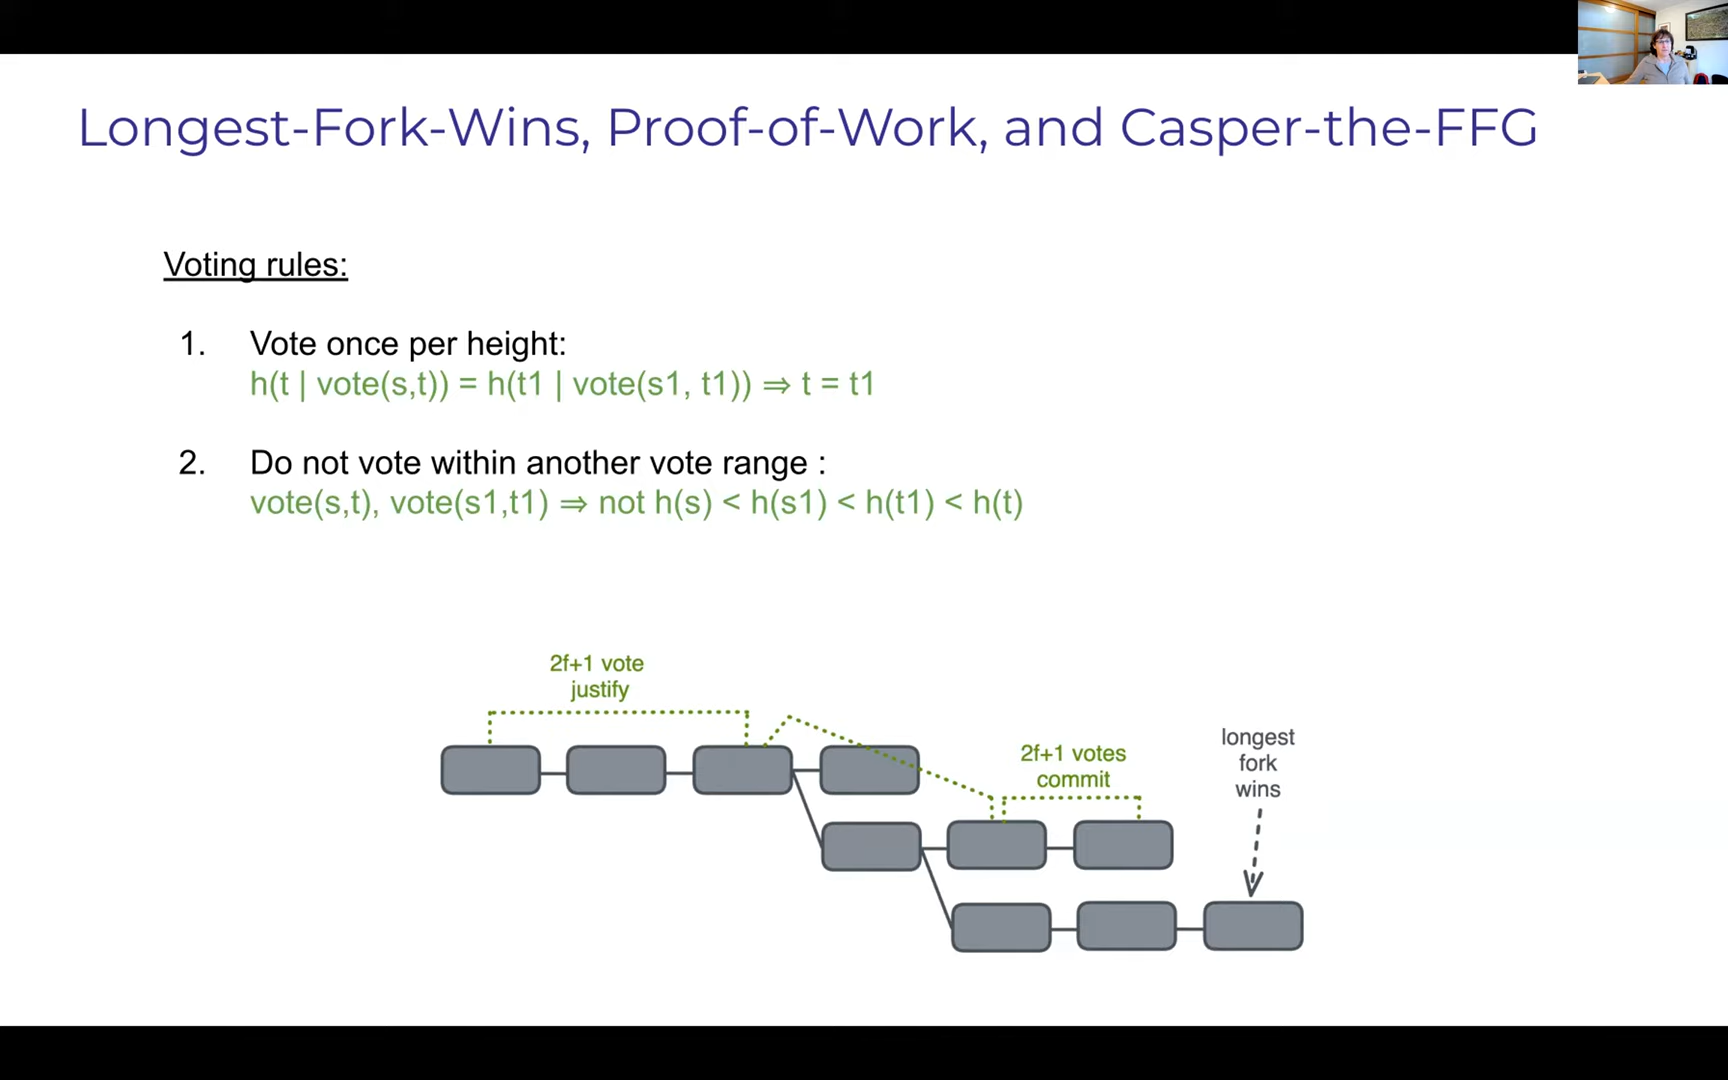 Longest-Fork-Wins, Proof-of-Work, and Casper-the-FFG
Voting rules:
1. Vote once per height:
h(t | vote(s,t)) = h(t1 | vote(s1, t1)) ⇒ t = t1
2. Do not vote within another vote range :
vote(s,t), vote(s1,t1) ⇒ not h(s) < h(s1) < h(t1) < h(t)
2f+1 vote
justify
2f+1 votes
commit
longest
fork
wins